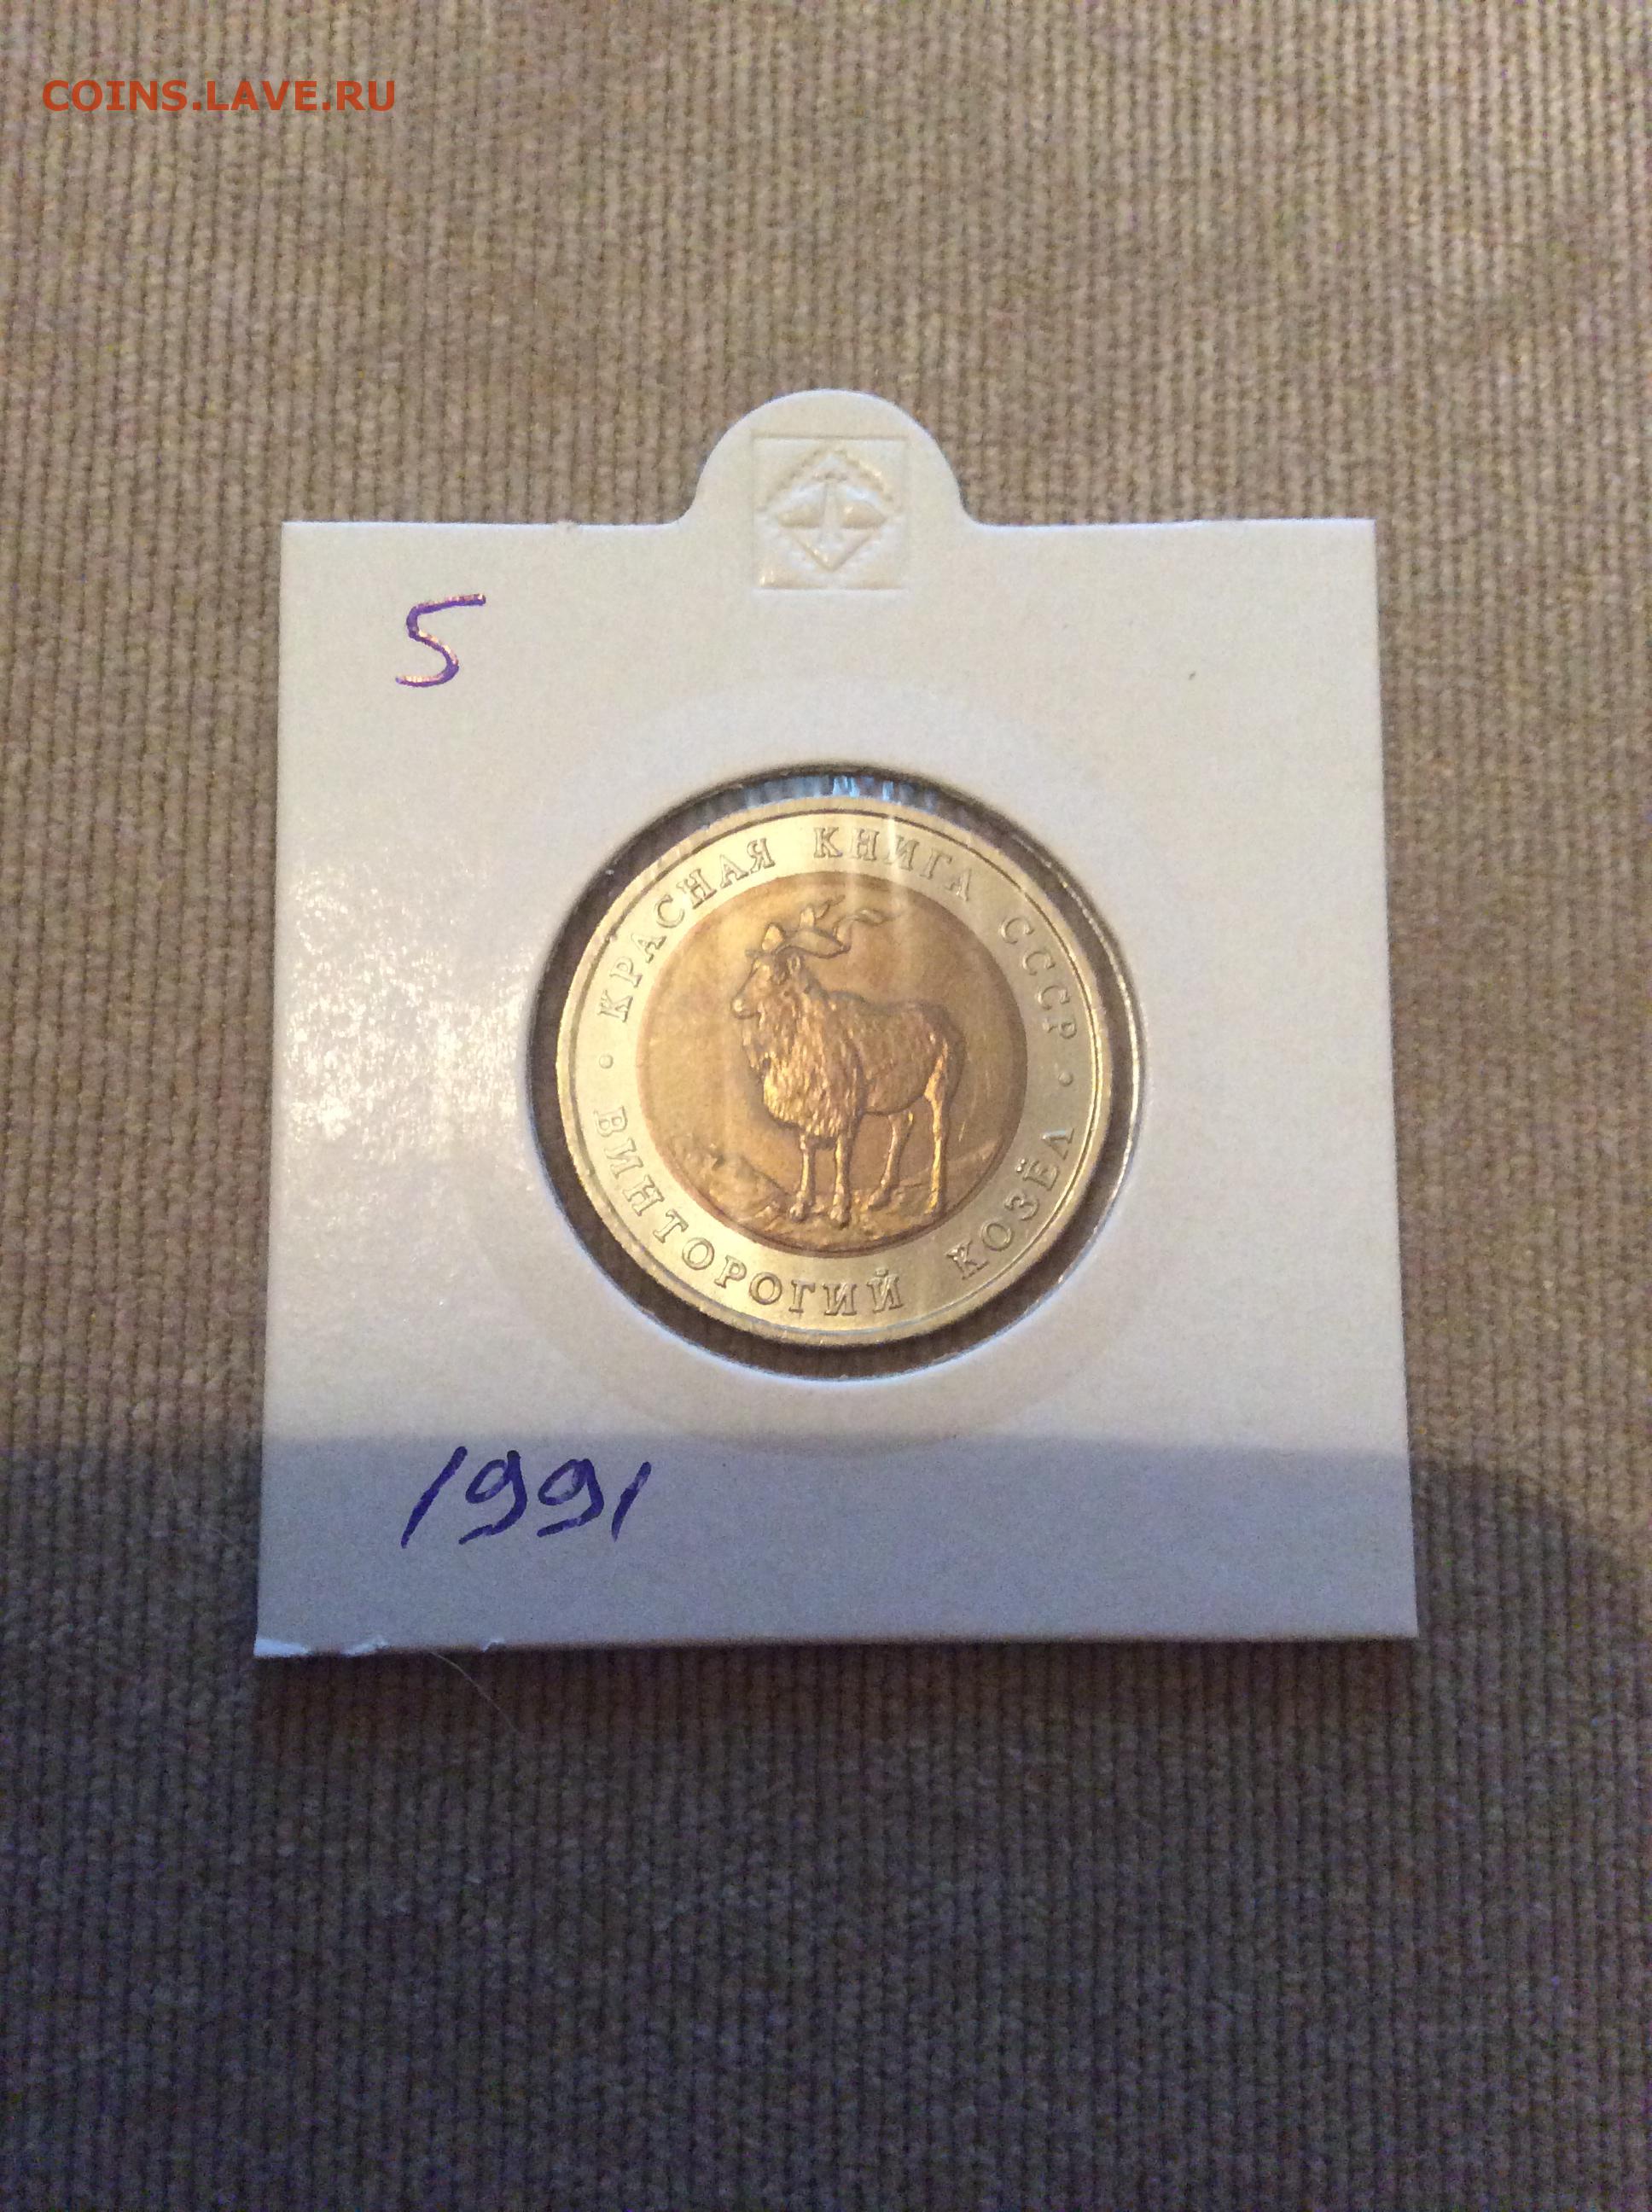 COINS.LAVE.RU
5
• КРАСНАЯ КНИГА СССР •
ВИНТОРОГИЙ КОЗЁЛ
1991